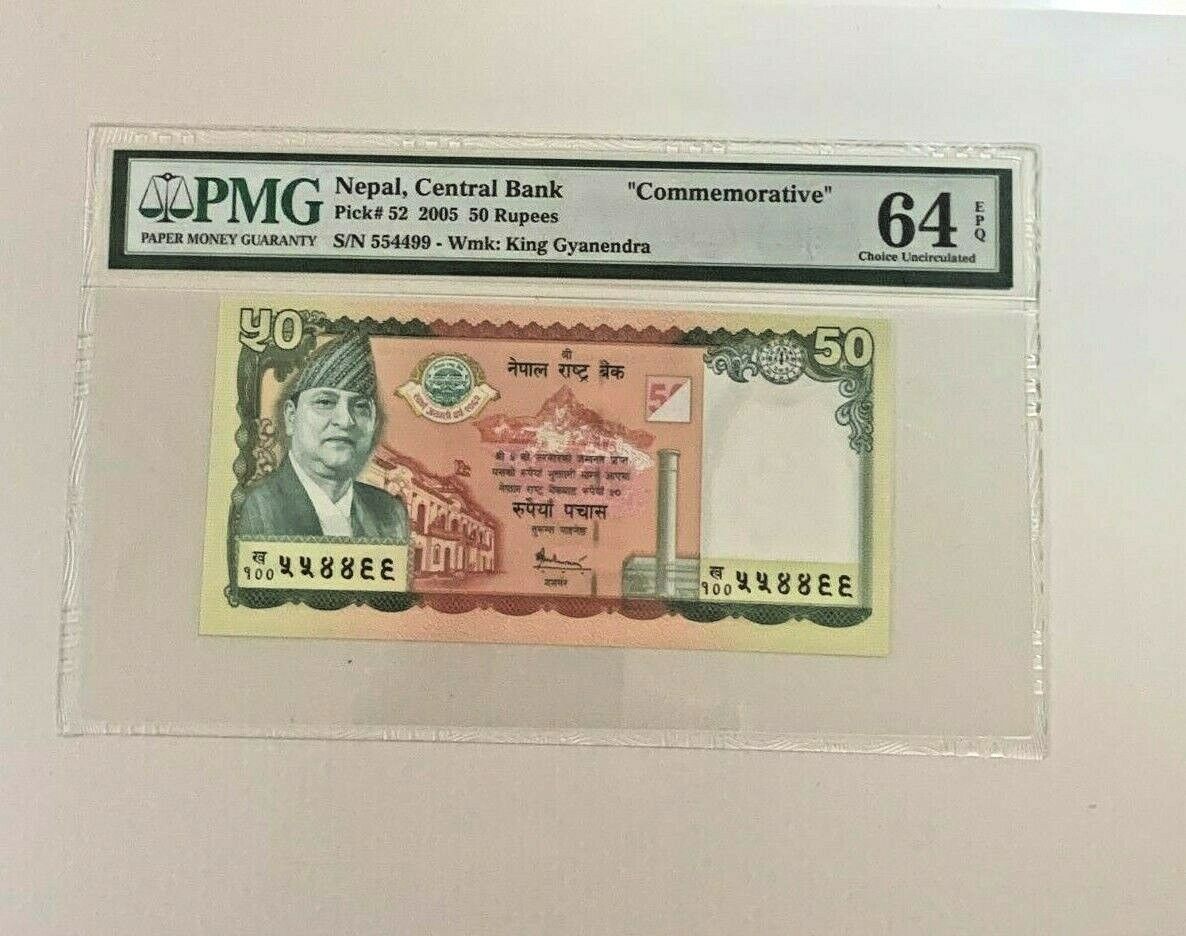 PMG
PAPER MONEY GUARANTY
Nepal, Central Bank "Commemorative"
Pick# 52 2005 50 Rupees
S/N 554499 - Wmk: King Gyanendra
64 EPQ
Choice Uncirculated
५०
50
श्री
नेपाल राष्ट्र बैंक
५
रुपैयाँ पचास
ख
१०० ५५४४९९
ख
१०० ५५४४९९